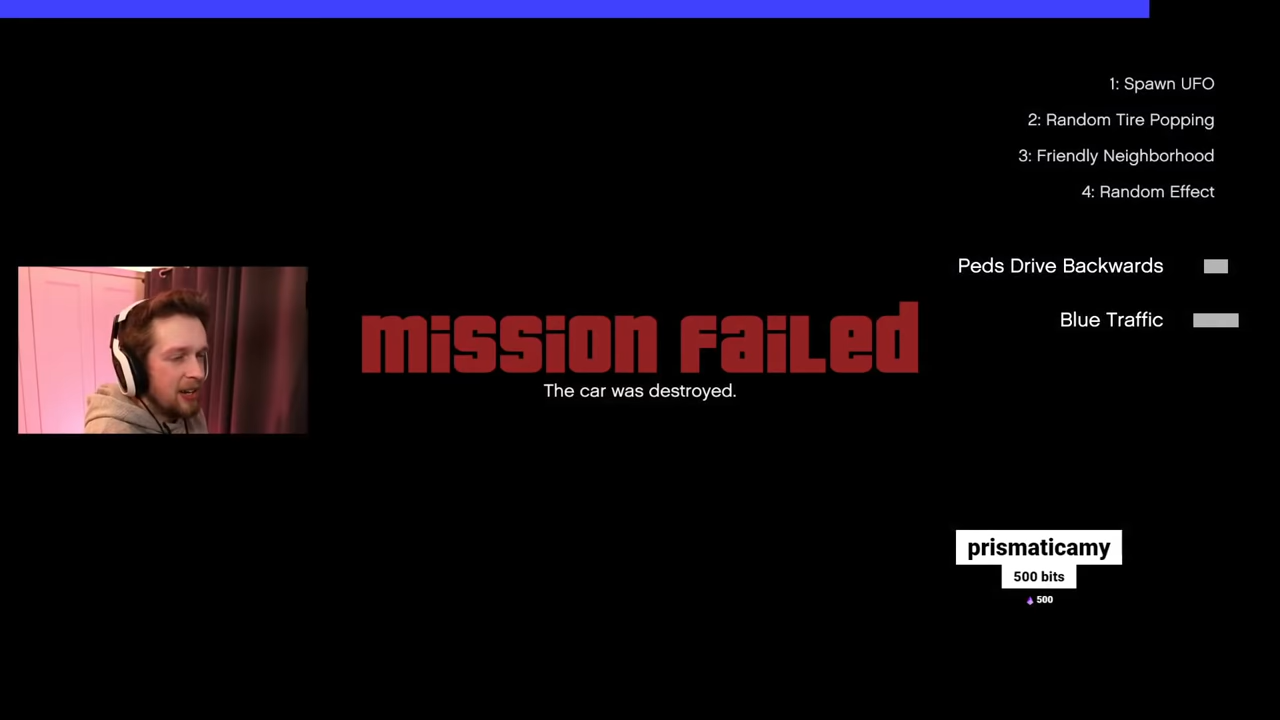 1: Spawn UFO
2: Random Tire Popping
3: Friendly Neighborhood
4: Random Effect
Peds Drive Backwards
Blue Traffic
mission failed
The car was destroyed.
prismaticamy
500 bits
500